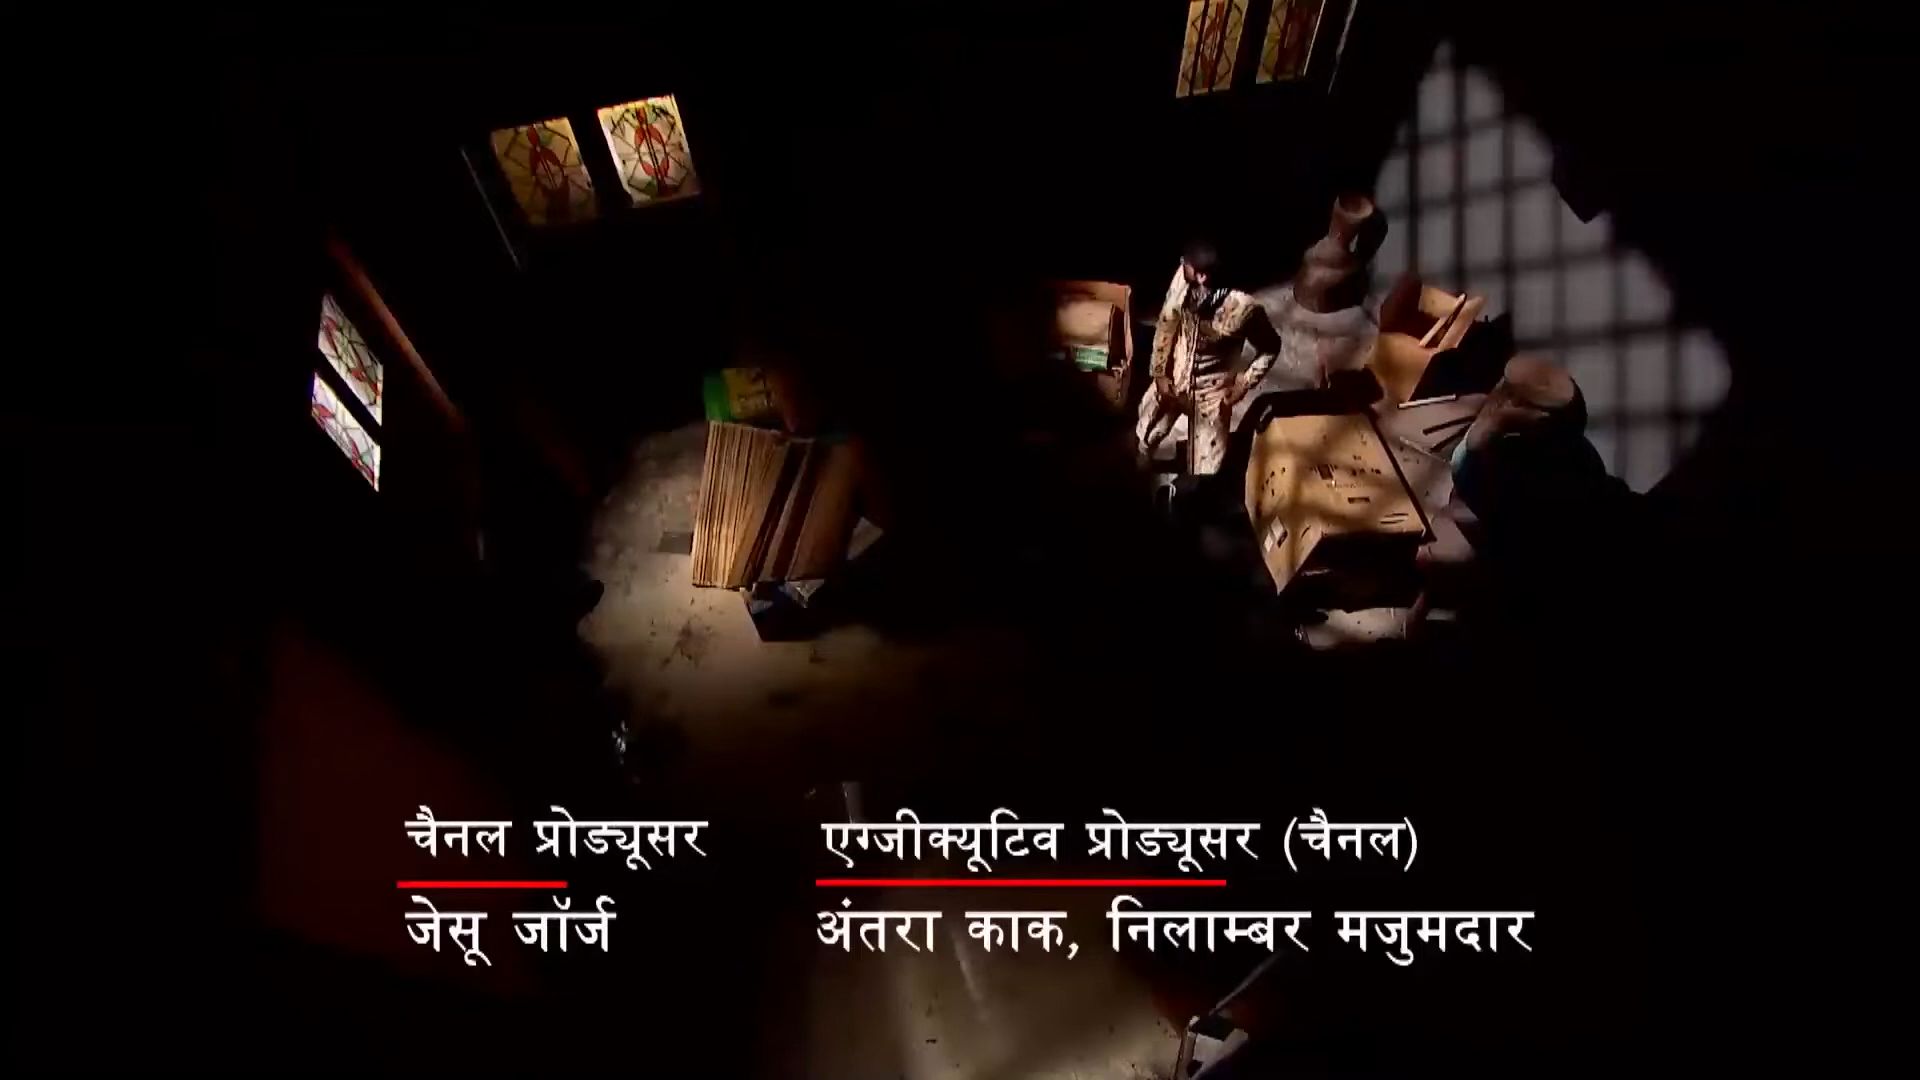 चैनल प्रोड्यूसर
जेसू जॉर्ज
एग्जीक्यूटिव प्रोड्यूसर (चैनल)
अंतरा काक, निलाम्बर मजुमदार